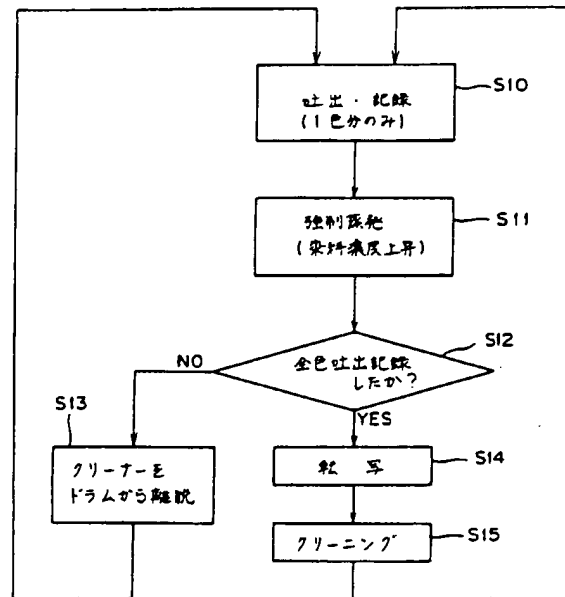 吐出・記録
(1色分のみ)
S10
強制蒸発
(染料濃度上昇)
S11
全色吐出記録
したか?
S12
NO
YES
S13
クリーナーを
ドラムから離脱
転写
S14
クリーニング
S15